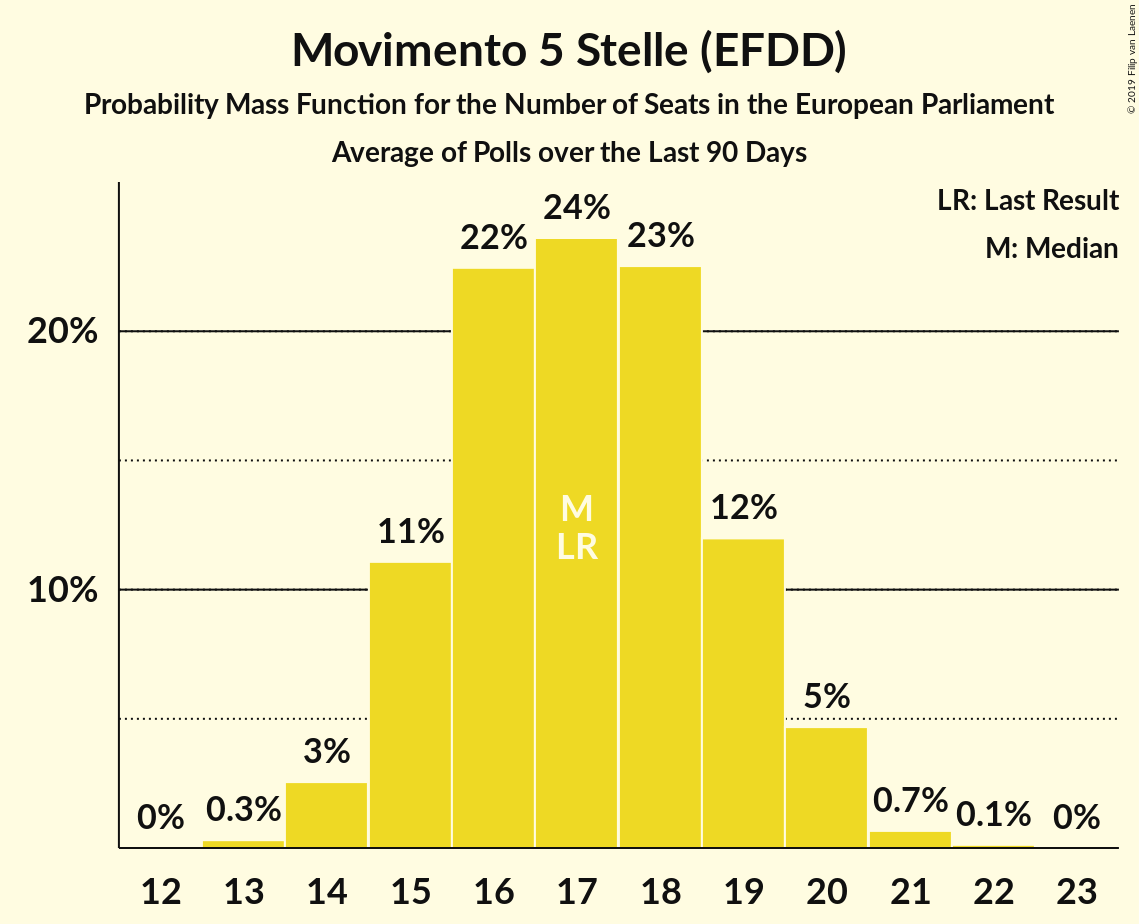 Movimento 5 Stelle (EFDD)
Probability Mass Function for the Number of Seats in the European Parliament
Average of Polls over the Last 90 Days
© 2019 Filip van Laenen
LR: Last Result
M: Median
20%
10%
0%
0.3%
3%
11%
22%
24%
23%
12%
5%
0.7%
0.1%
0%
M
LR
12 13 14 15 16 17 18 19 20 21 22 23